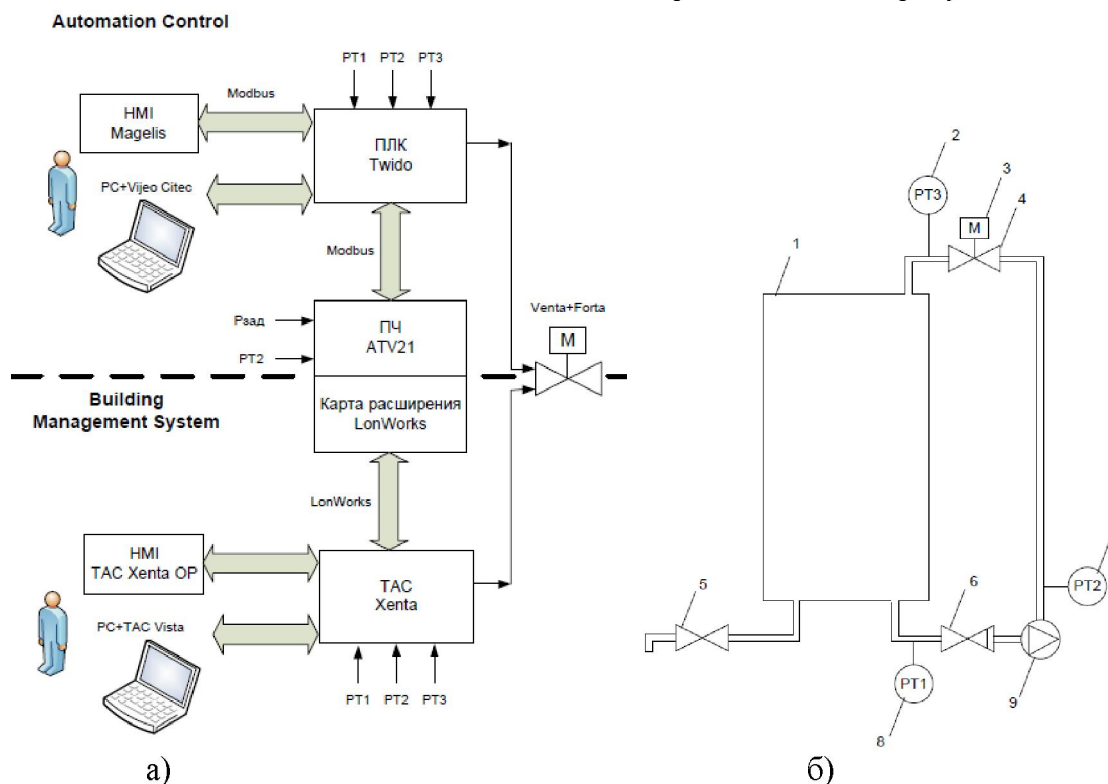 Automation Control
PT1 PT2 PT3
HMI
Magelis
Modbus
ПЛК
Twido
PC+Vijeo Citec
Modbus
Pзад
PT2
ПЧ
ATV21
Venta+Forta
M
Building
Management System
Карта расширения
LonWorks
LonWorks
HMI
TAC Xenta OP
TAC
Xenta
PC+TAC Vista
PT1 PT2 PT3
а)
2
3
4
PT3
M
1
5
6
PT2
PT1
8
9
б)